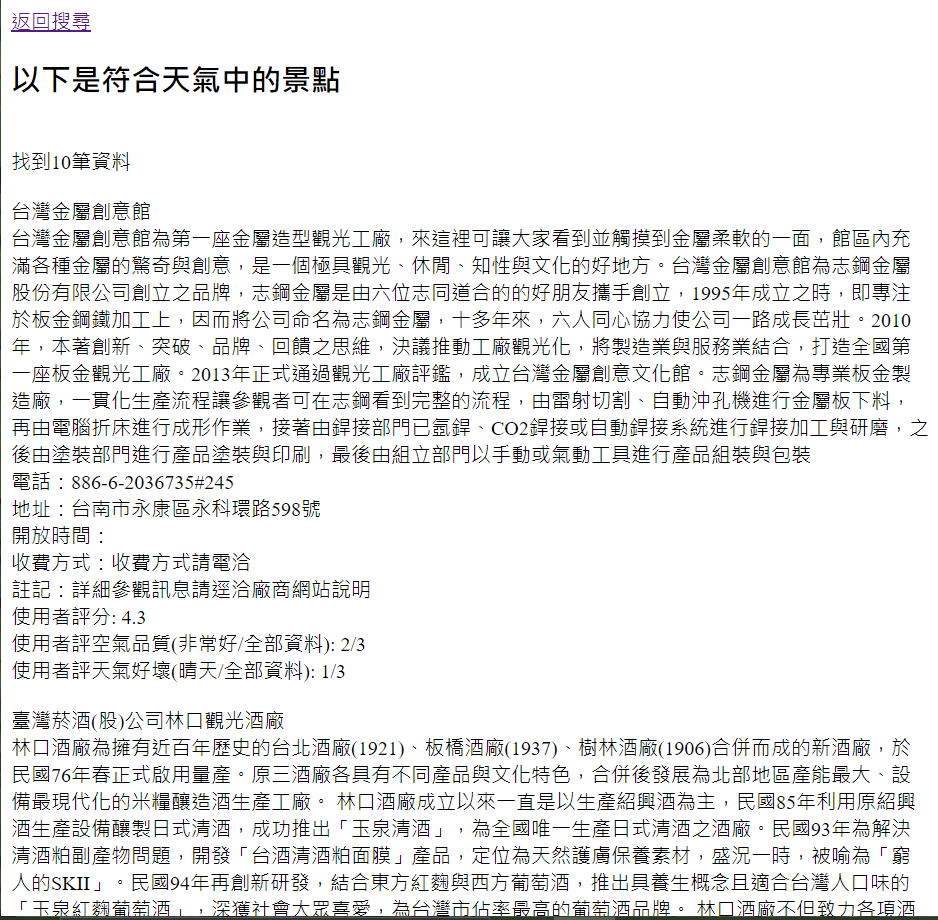 返回搜尋
以下是符合天氣中的景點
找到10筆資料
台灣金屬創意館
台灣金屬創意館為第一座金屬造型觀光工廠，來這裡可讓大家看到並觸摸到金屬柔軟的一面，館區內充
滿各種金屬的驚奇與創意，是一個極具觀光、休閒、知性與文化的好地方。台灣金屬創意館為志鋼金屬
股份有限公司創立之品牌，志鋼金屬是由六位志同道合的的好朋友攜手創立，1995年成立之時，即專注
於板金鋼鐵加工上，因而將公司命名為志鋼金屬，十多年來，六人同心協力使公司一路成長茁壯。2010
年，本著創新、突破、品牌、回饋之思維，決議推動工廠觀光化，將製造業與服務業結合，打造全國第
一座板金觀光工廠。2013年正式通過觀光工廠評鑑，成立台灣金屬創意文化館。志鋼金屬為專業板金製
造廠，一貫化生產流程讓參觀者可在志鋼看到完整的流程，由雷射切割、自動沖孔機進行金屬板下料，
再由電腦折床進行成形作業，接著由銲接部門已氬銲、CO2銲接或自動銲接系統進行銲接加工與研磨，之
後由塗裝部門進行產品塗裝與印刷，最後由組立部門以手動或氣動工具進行產品組裝與包裝
電話：886-6-2036735#245
地址：台南市永康區永科環路598號
開放時間：
收費方式：收費方式請電洽
註記：詳細參觀訊息請逕洽廠商網站說明
使用者評分: 4.3
使用者評空氣品質(非常好/全部資料): 2/3
使用者評天氣好壞(晴天/全部資料): 1/3
臺灣菸酒(股)公司林口觀光酒廠
林口酒廠為擁有近百年歷史的台北酒廠(1921)、板橋酒廠(1937)、樹林酒廠(1906)合併而成的新酒廠，於
民國76年春正式啟用量產。原三酒廠各具有不同產品與文化特色，合併後發展為北部地區產能最大、設
備最現代化的米糧釀造酒生產工廠。 林口酒廠成立以來一直是以生產紹興酒為主，民國85年利用原紹興
酒生產設備釀製日式清酒，成功推出「玉泉清酒」，為全國唯一生產日式清酒之酒廠。民國93年為解決
清酒粕副產物問題，開發「台酒清酒粕面膜」產品，定位為天然護膚保養素材，盛況一時，被喻為「窮
人的SKII」。民國94年再創新研發，結合東方紅麴與西方葡萄酒，推出具養生概念且適合台灣人口味的
「玉泉紅麴葡萄酒」，深獲社會大眾喜愛，為台灣市佔率最高的葡萄酒品牌。 林口酒廠不但致力各項酒